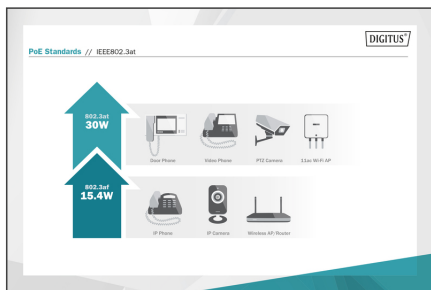 DIGITUS®
PoE Standards // IEEE802.3at
802.3at
30W
Door Phone
Video Phone
PTZ Camera
11ac Wi-Fi AP
802.3af
15.4W
IP Phone
IP Camera
Wireless AP/Router